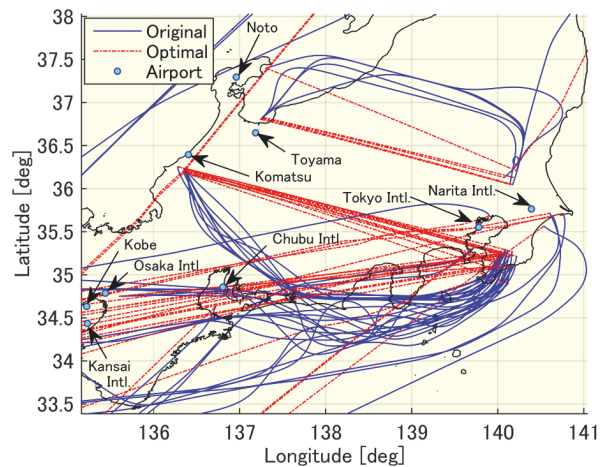 Original
Optimal
Airport
Noto
Toyama
Komatsu
Narita Intl.
Tokyo Intl.
Chubu Intl.
Kobe
Osaka Intl
Kansai
Intl.
38
37.5
37
36.5
36
35.5
35
34.5
34
33.5
136 137 138 139 140 141
Latitude [deg]
Longitude [deg]